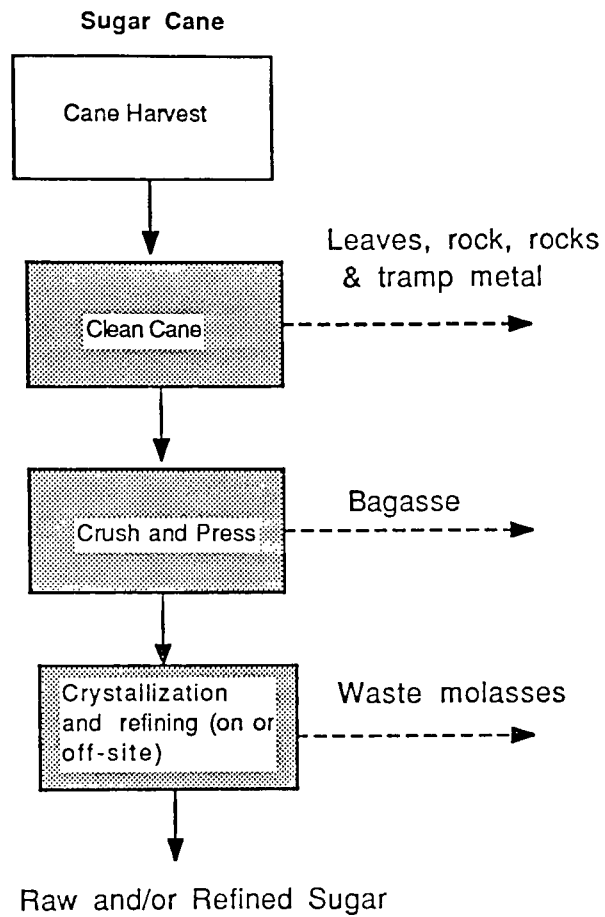 Sugar Cane
Cane Harvest
Leaves, rock, rocks
& tramp metal
Clean Cane
Bagasse
Crush and Press
Waste molasses
Crystallization
and refining (on or
off-site)
Raw and/or Refined Sugar